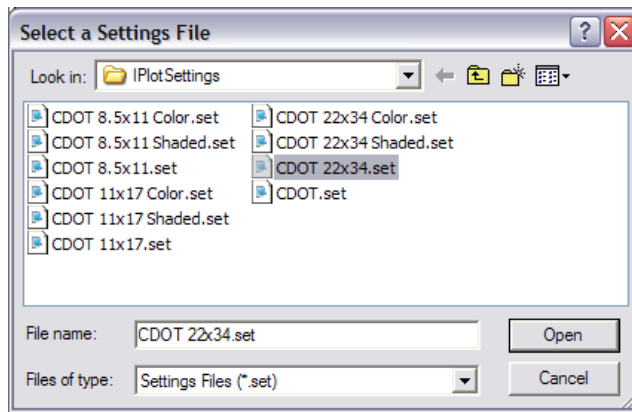 Select a Settings File
Look in: IPlotSettings
CDOT 8.5x11 Color.set
CDOT 8.5x11 Shaded.set
CDOT 8.5x11.set
CDOT 11x17 Color.set
CDOT 11x17 Shaded.set
CDOT 11x17.set
CDOT 22x34 Color.set
CDOT 22x34 Shaded.set
CDOT 22x34.set
CDOT.set
File name: CDOT 22x34.set Open
Files of type: Settings Files (*.set) Cancel